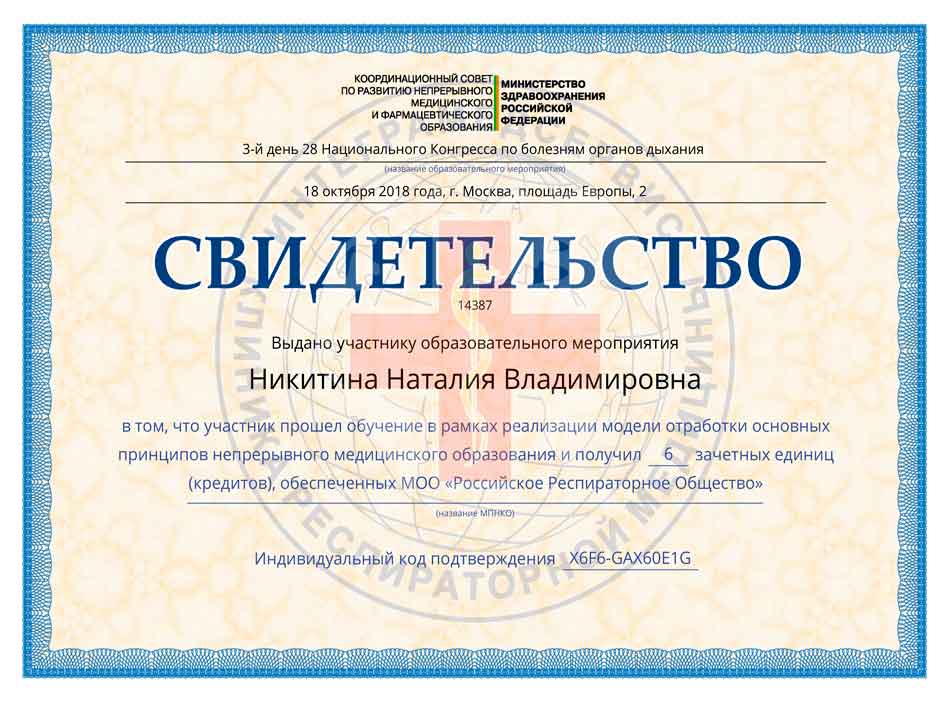 КООРДИНАЦИОННЫЙ СОВЕТ
ПО РАЗВИТИЮ НЕПРЕРЫВНОГО
МЕДИЦИНСКОГО
И ФАРМАЦЕВТИЧЕСКОГО
ОБРАЗОВАНИЯ
МИНИСТЕРСТВО
ЗДРАВООХРАНЕНИЯ
РОССИЙСКОЙ
ФЕДЕРАЦИИ
3-й день 28 Национального Конгресса по болезням органов дыхания
(название образовательного мероприятия)
18 октября 2018 года, г. Москва, площадь Европы, 2
СВИДЕТЕЛЬСТВО
14387
Выдано участнику образовательного мероприятия
Никитина Наталия Владимировна
в том, что участник прошел обучение в рамках реализации модели отработки основных
принципов непрерывного медицинского образования и получил 6 зачетных единиц
(кредитов), обеспеченных МОО «Российское Респираторное Общество»
(название МПНКО)
Индивидуальный код подтверждения X6F6-GAX60E1G
РЕСПИРАТОРНОЙ МЕДИЦИНЫ